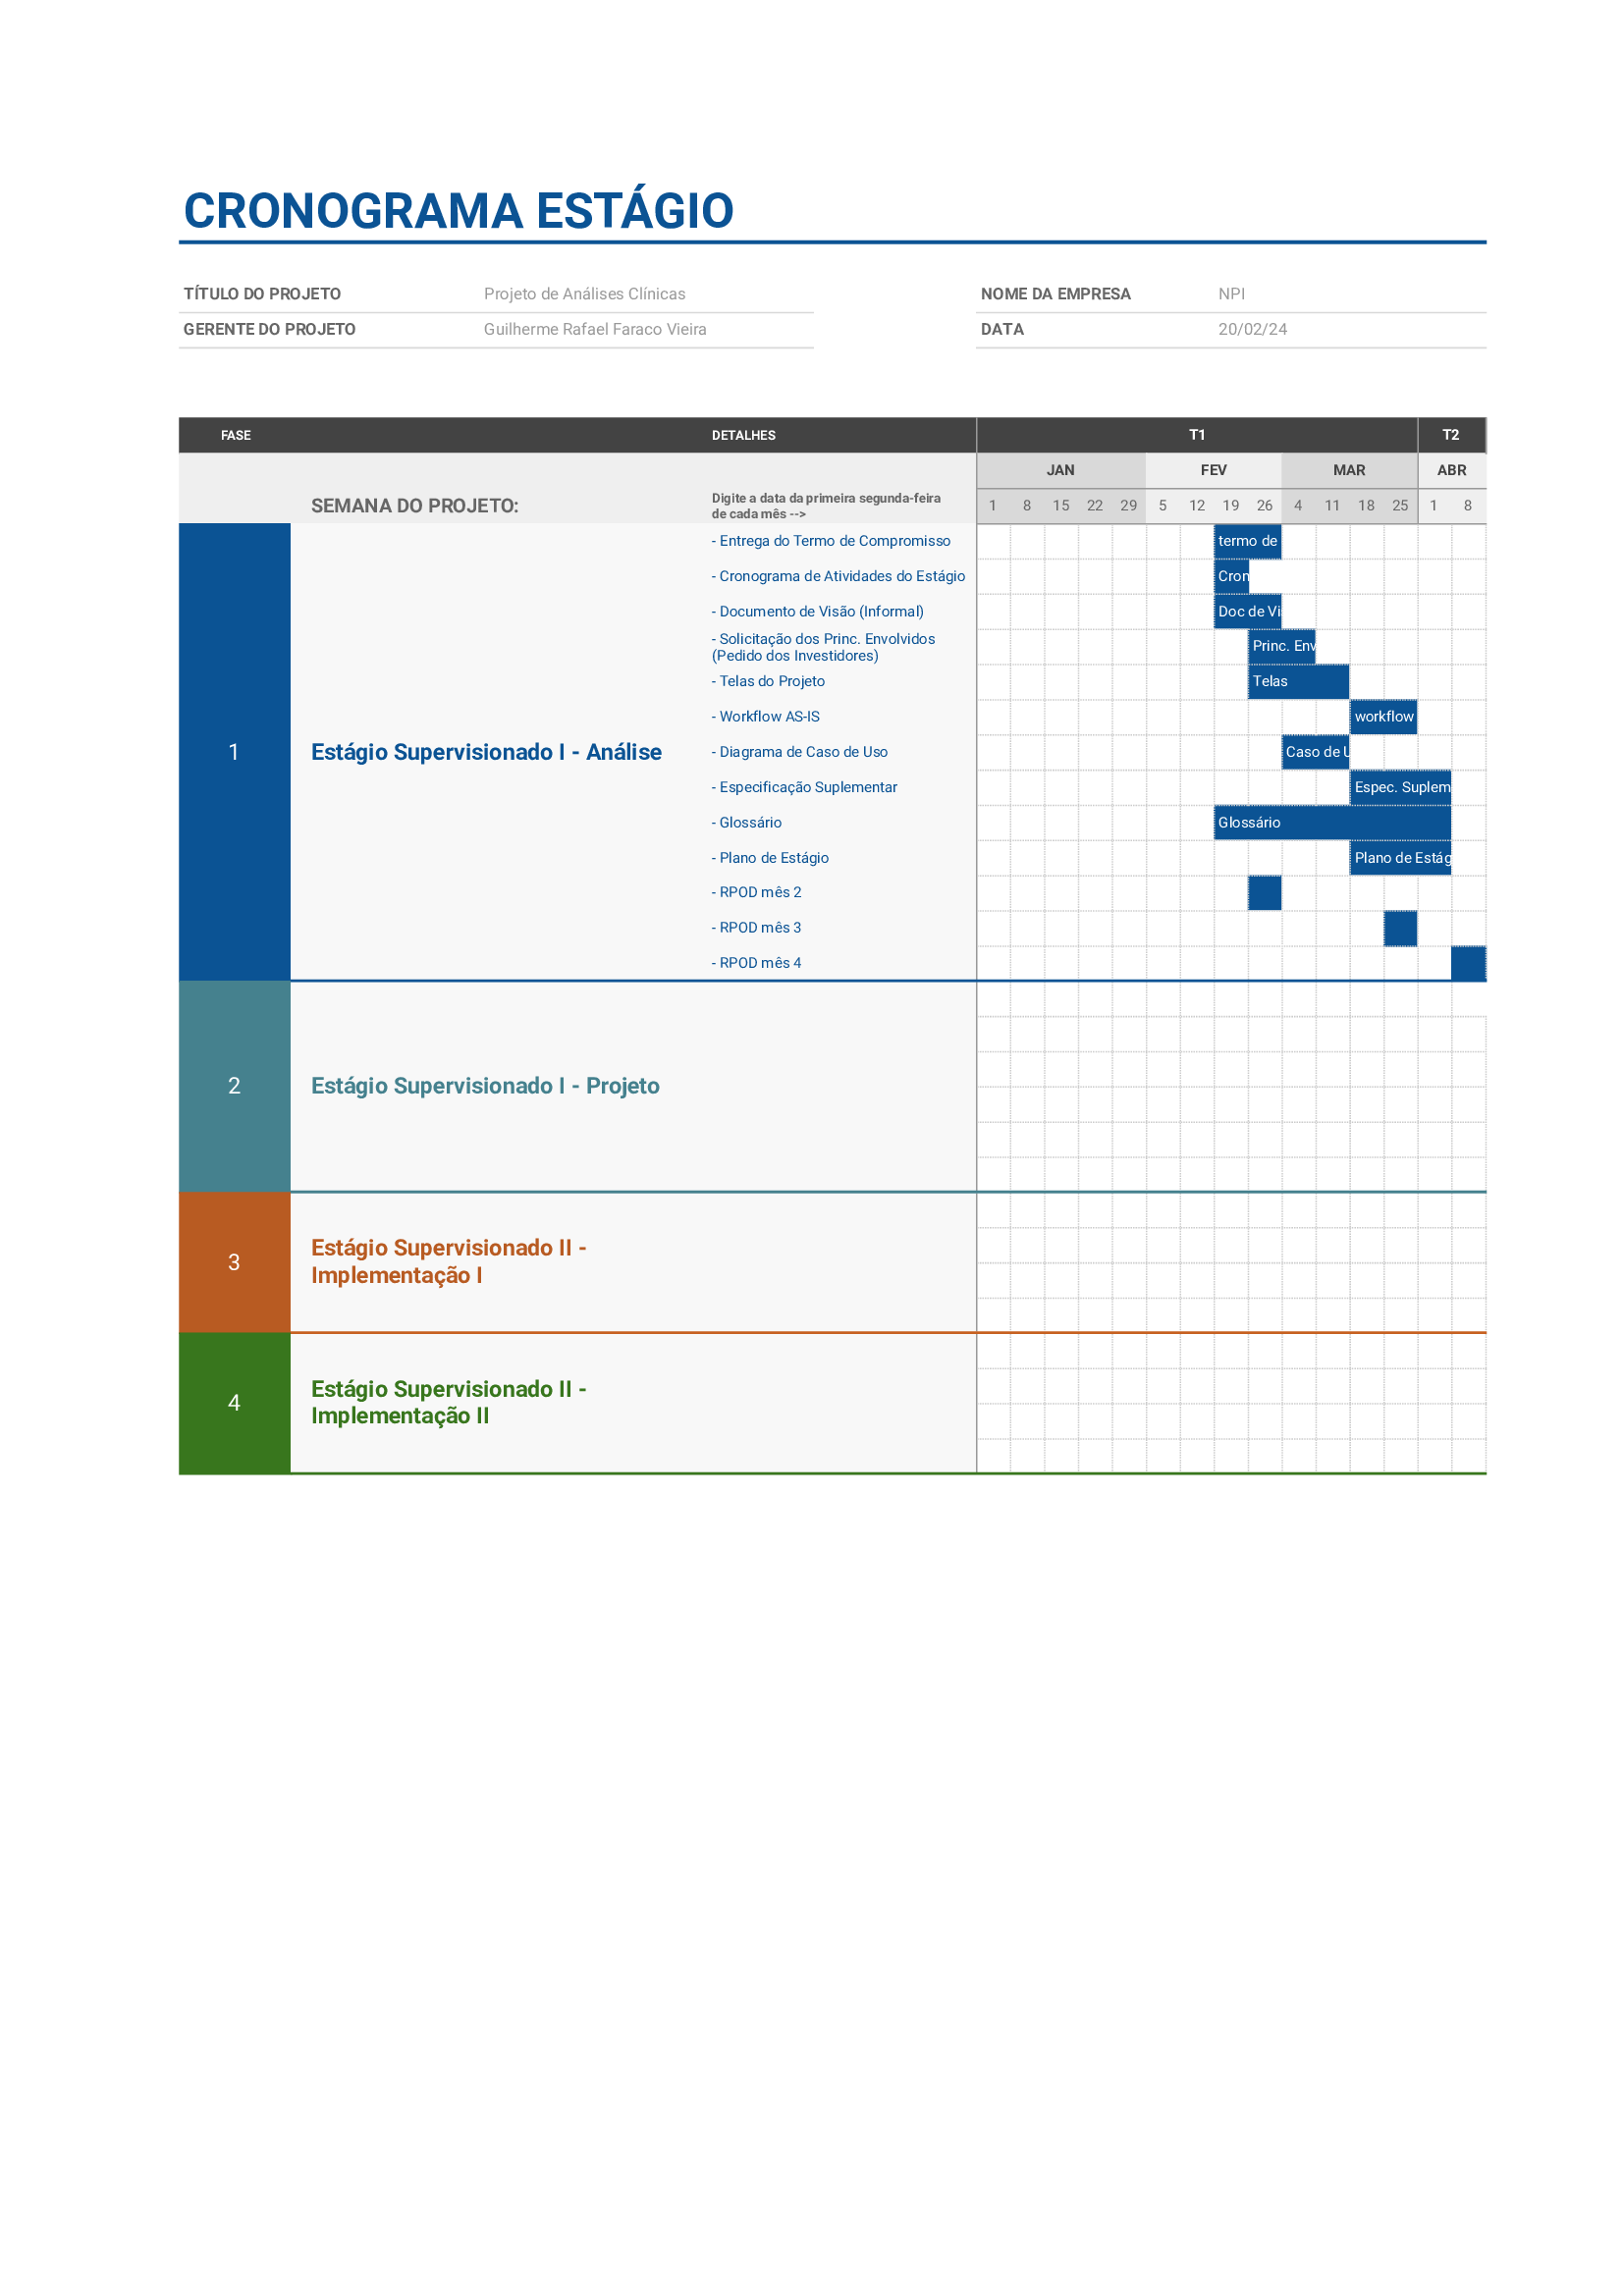 CRONOGRAMA ESTÁGIO
TÍTULO DO PROJETO Projeto de Análises Clínicas NOME DA EMPRESA NPI
GERENTE DO PROJETO Guilherme Rafael Faraco Vieira DATA 20/02/24
FASE DETALHES T1 T2
JAN FEV MAR ABR
SEMANA DO PROJETO: Digite a data da primeira segunda-feira
de cada mês --> 1 8 15 22 29 5 12 19 26 4 11 18 25 1 8
- Entrega do Termo de Compromisso termo de
- Cronograma de Atividades do Estágio Cron
- Documento de Visão (Informal) Doc de Vi
- Solicitação dos Princ. Envolvidos
(Pedido dos Investidores) Princ. Env
- Telas do Projeto Telas
- Workflow AS-IS workflow
1 Estágio Supervisionado I - Análise - Diagrama de Caso de Uso Caso de U
- Especificação Suplementar Espec. Suplem
- Glossário Glossário
- Plano de Estágio Plano de Estág
- RPOD mês 2
- RPOD mês 3
- RPOD mês 4
2 Estágio Supervisionado I - Projeto
3 Estágio Supervisionado II -
Implementação I
4 Estágio Supervisionado II -
Implementação II